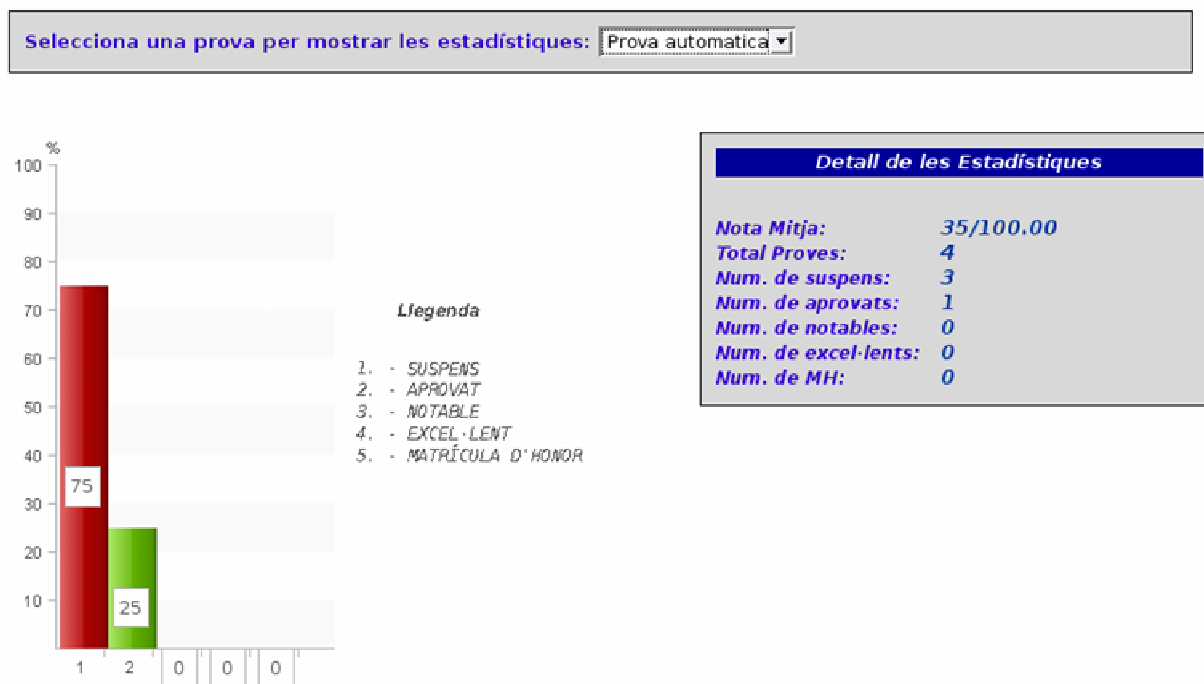 Selecciona una prova per mostrar les estadístiques: Prova automatica
%
100
90
80
70
60
50
40
30
20
10
75
25
1 2 0 0 0
Llegenda
1. - SUSPENS
2. - APROVAT
3. - NOTABLE
4. - EXCEL·LENT
5. - MATRÍCULA D'HONOR
Detall de les Estadístiques
Nota Mitja: 35/100.00
Total Proves: 4
Num. de suspens: 3
Num. de aprovats: 1
Num. de notables: 0
Num. de excel·lents: 0
Num. de MH: 0